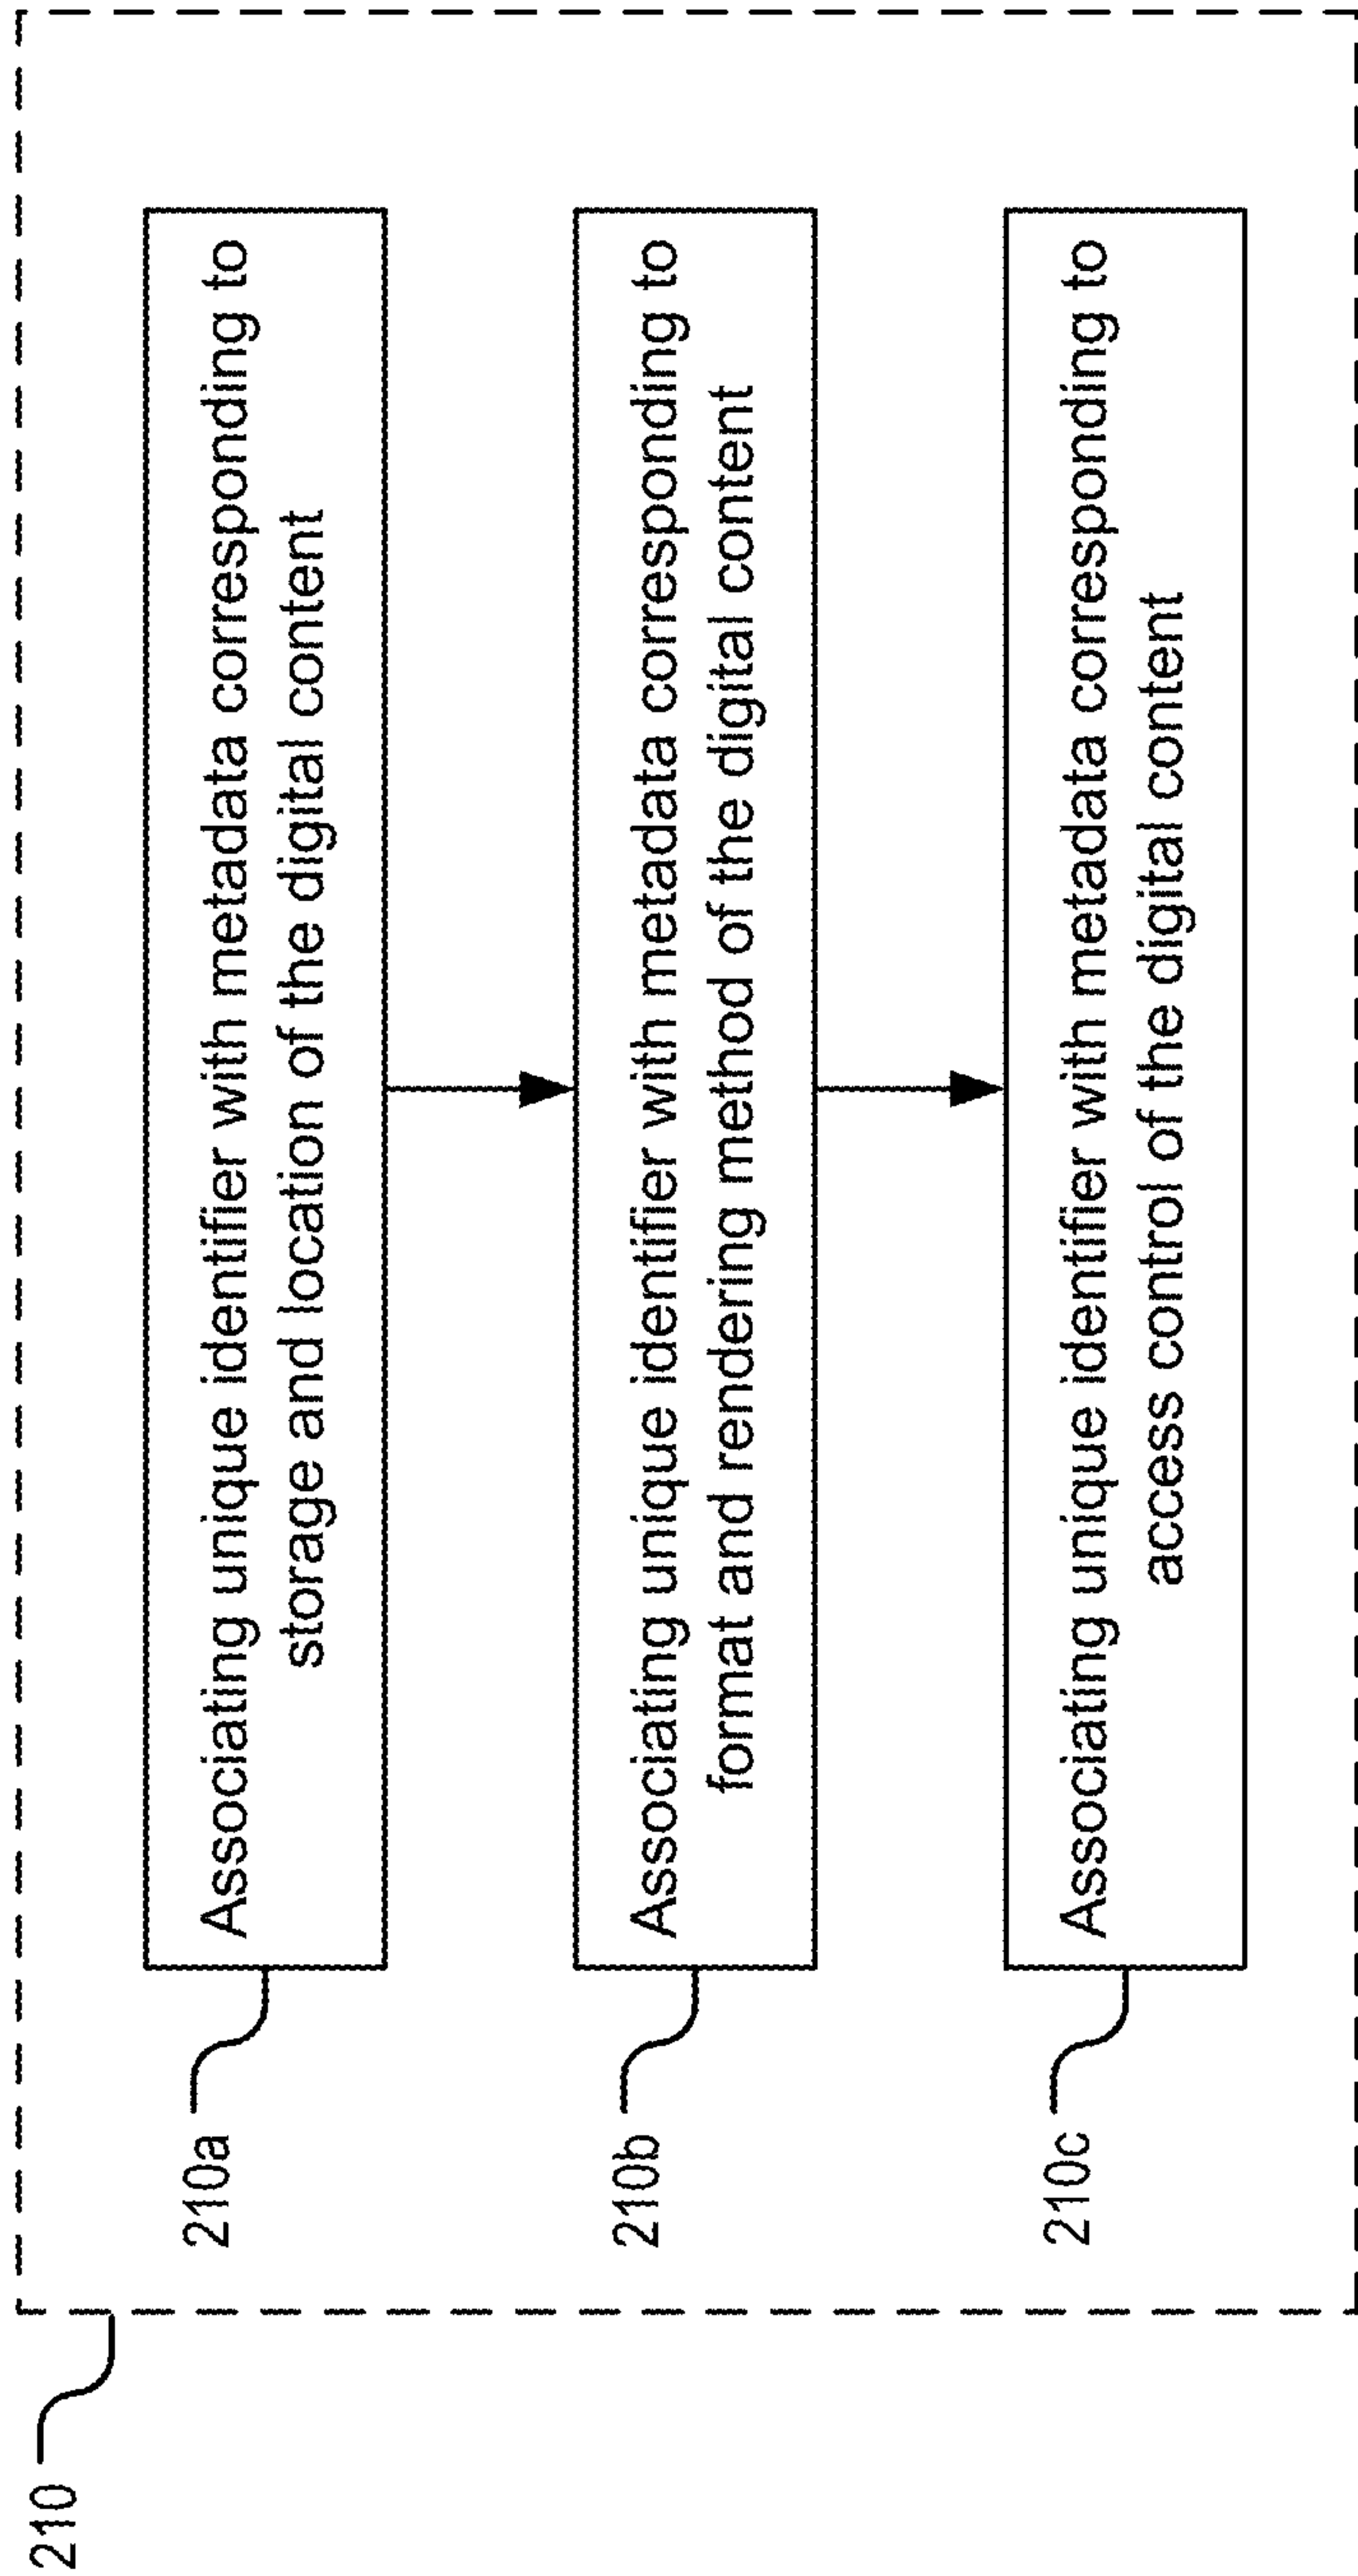 210
210a
Associating unique identifier with metadata corresponding to
storage and location of the digital content
210b
Associating unique identifier with metadata corresponding to
format and rendering method of the digital content
210c
Associating unique identifier with metadata corresponding to
access control of the digital content